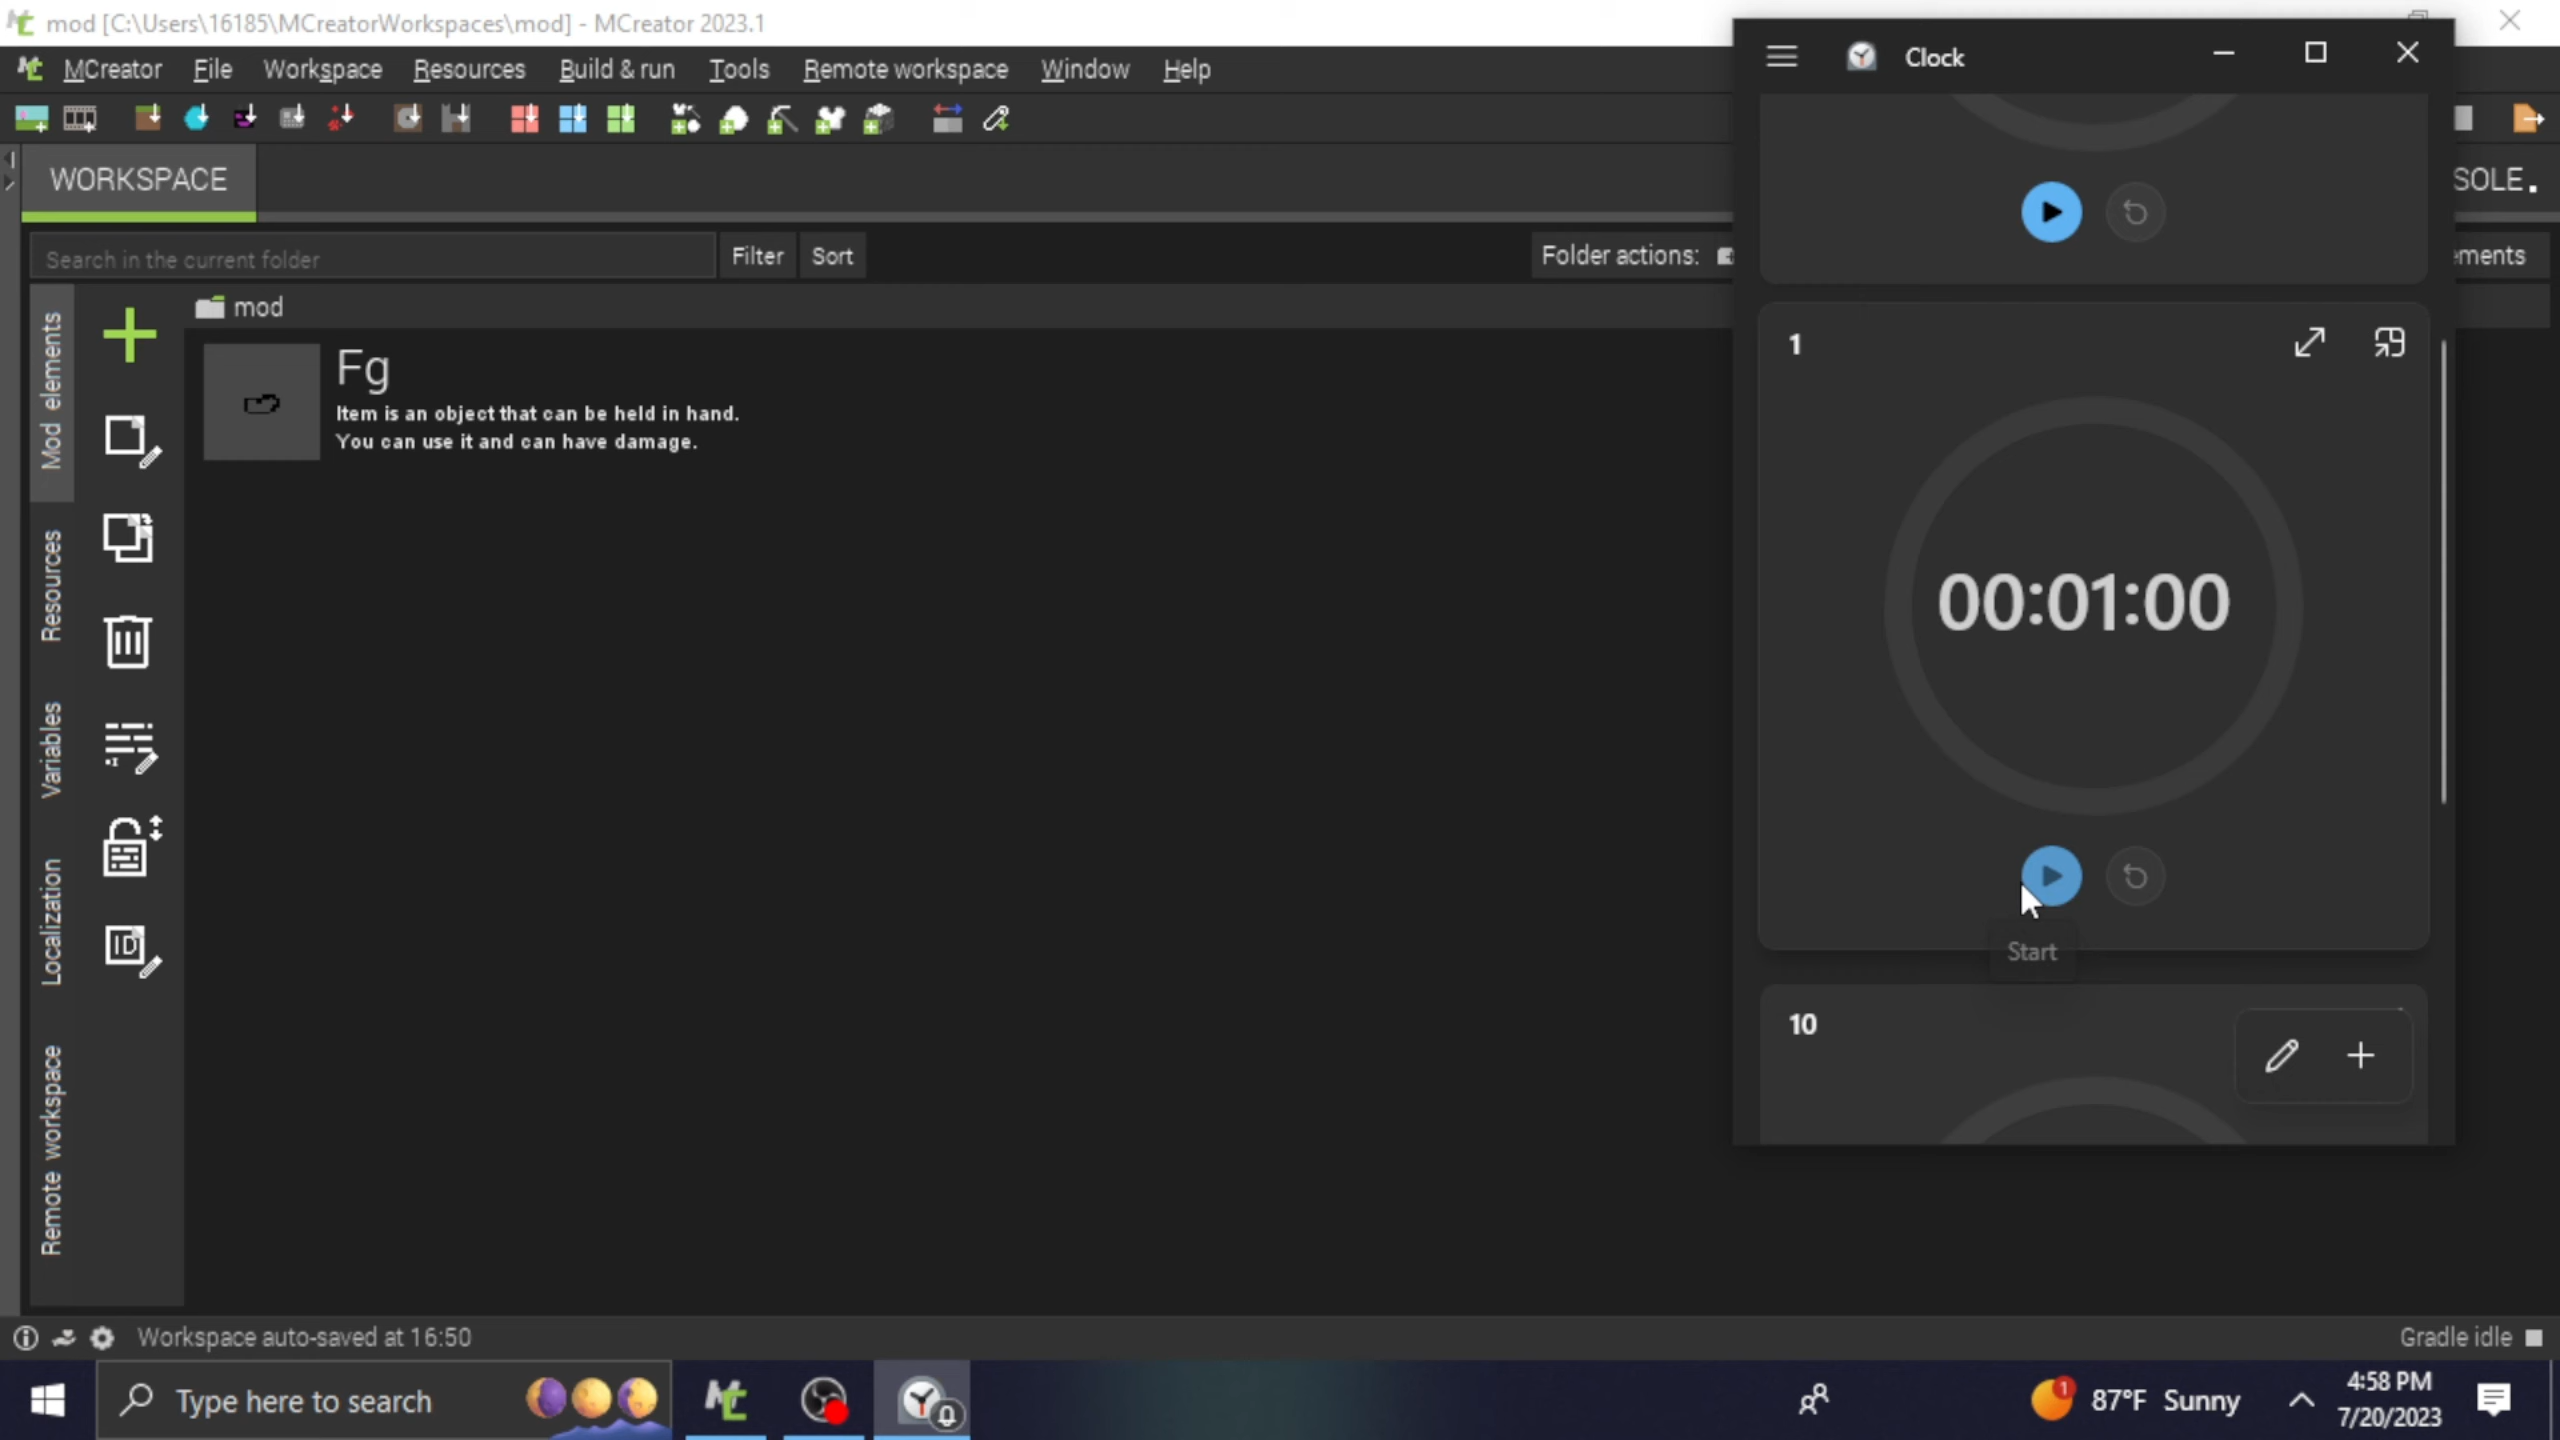 mod [C:\Users\16185\MCreatorWorkspaces\mod] - MCreator 2023.1
MCreator File Workspace Resources Build & run Tools Remote workspace Window Help
WORKSPACE
SOLE.
Search in the current folder
Filter
Sort
Folder actions:
ements
mod
Fg
Item is an object that can be held in hand.
You can use it and can have damage.
Mod elements
Resources
Variables
Localization
Remote workspace
ID
Clock
1
00:01:00
Start
10
Workspace auto-saved at 16:50
Gradle idle
Type here to search
1
87°F Sunny
4:58 PM
7/20/2023